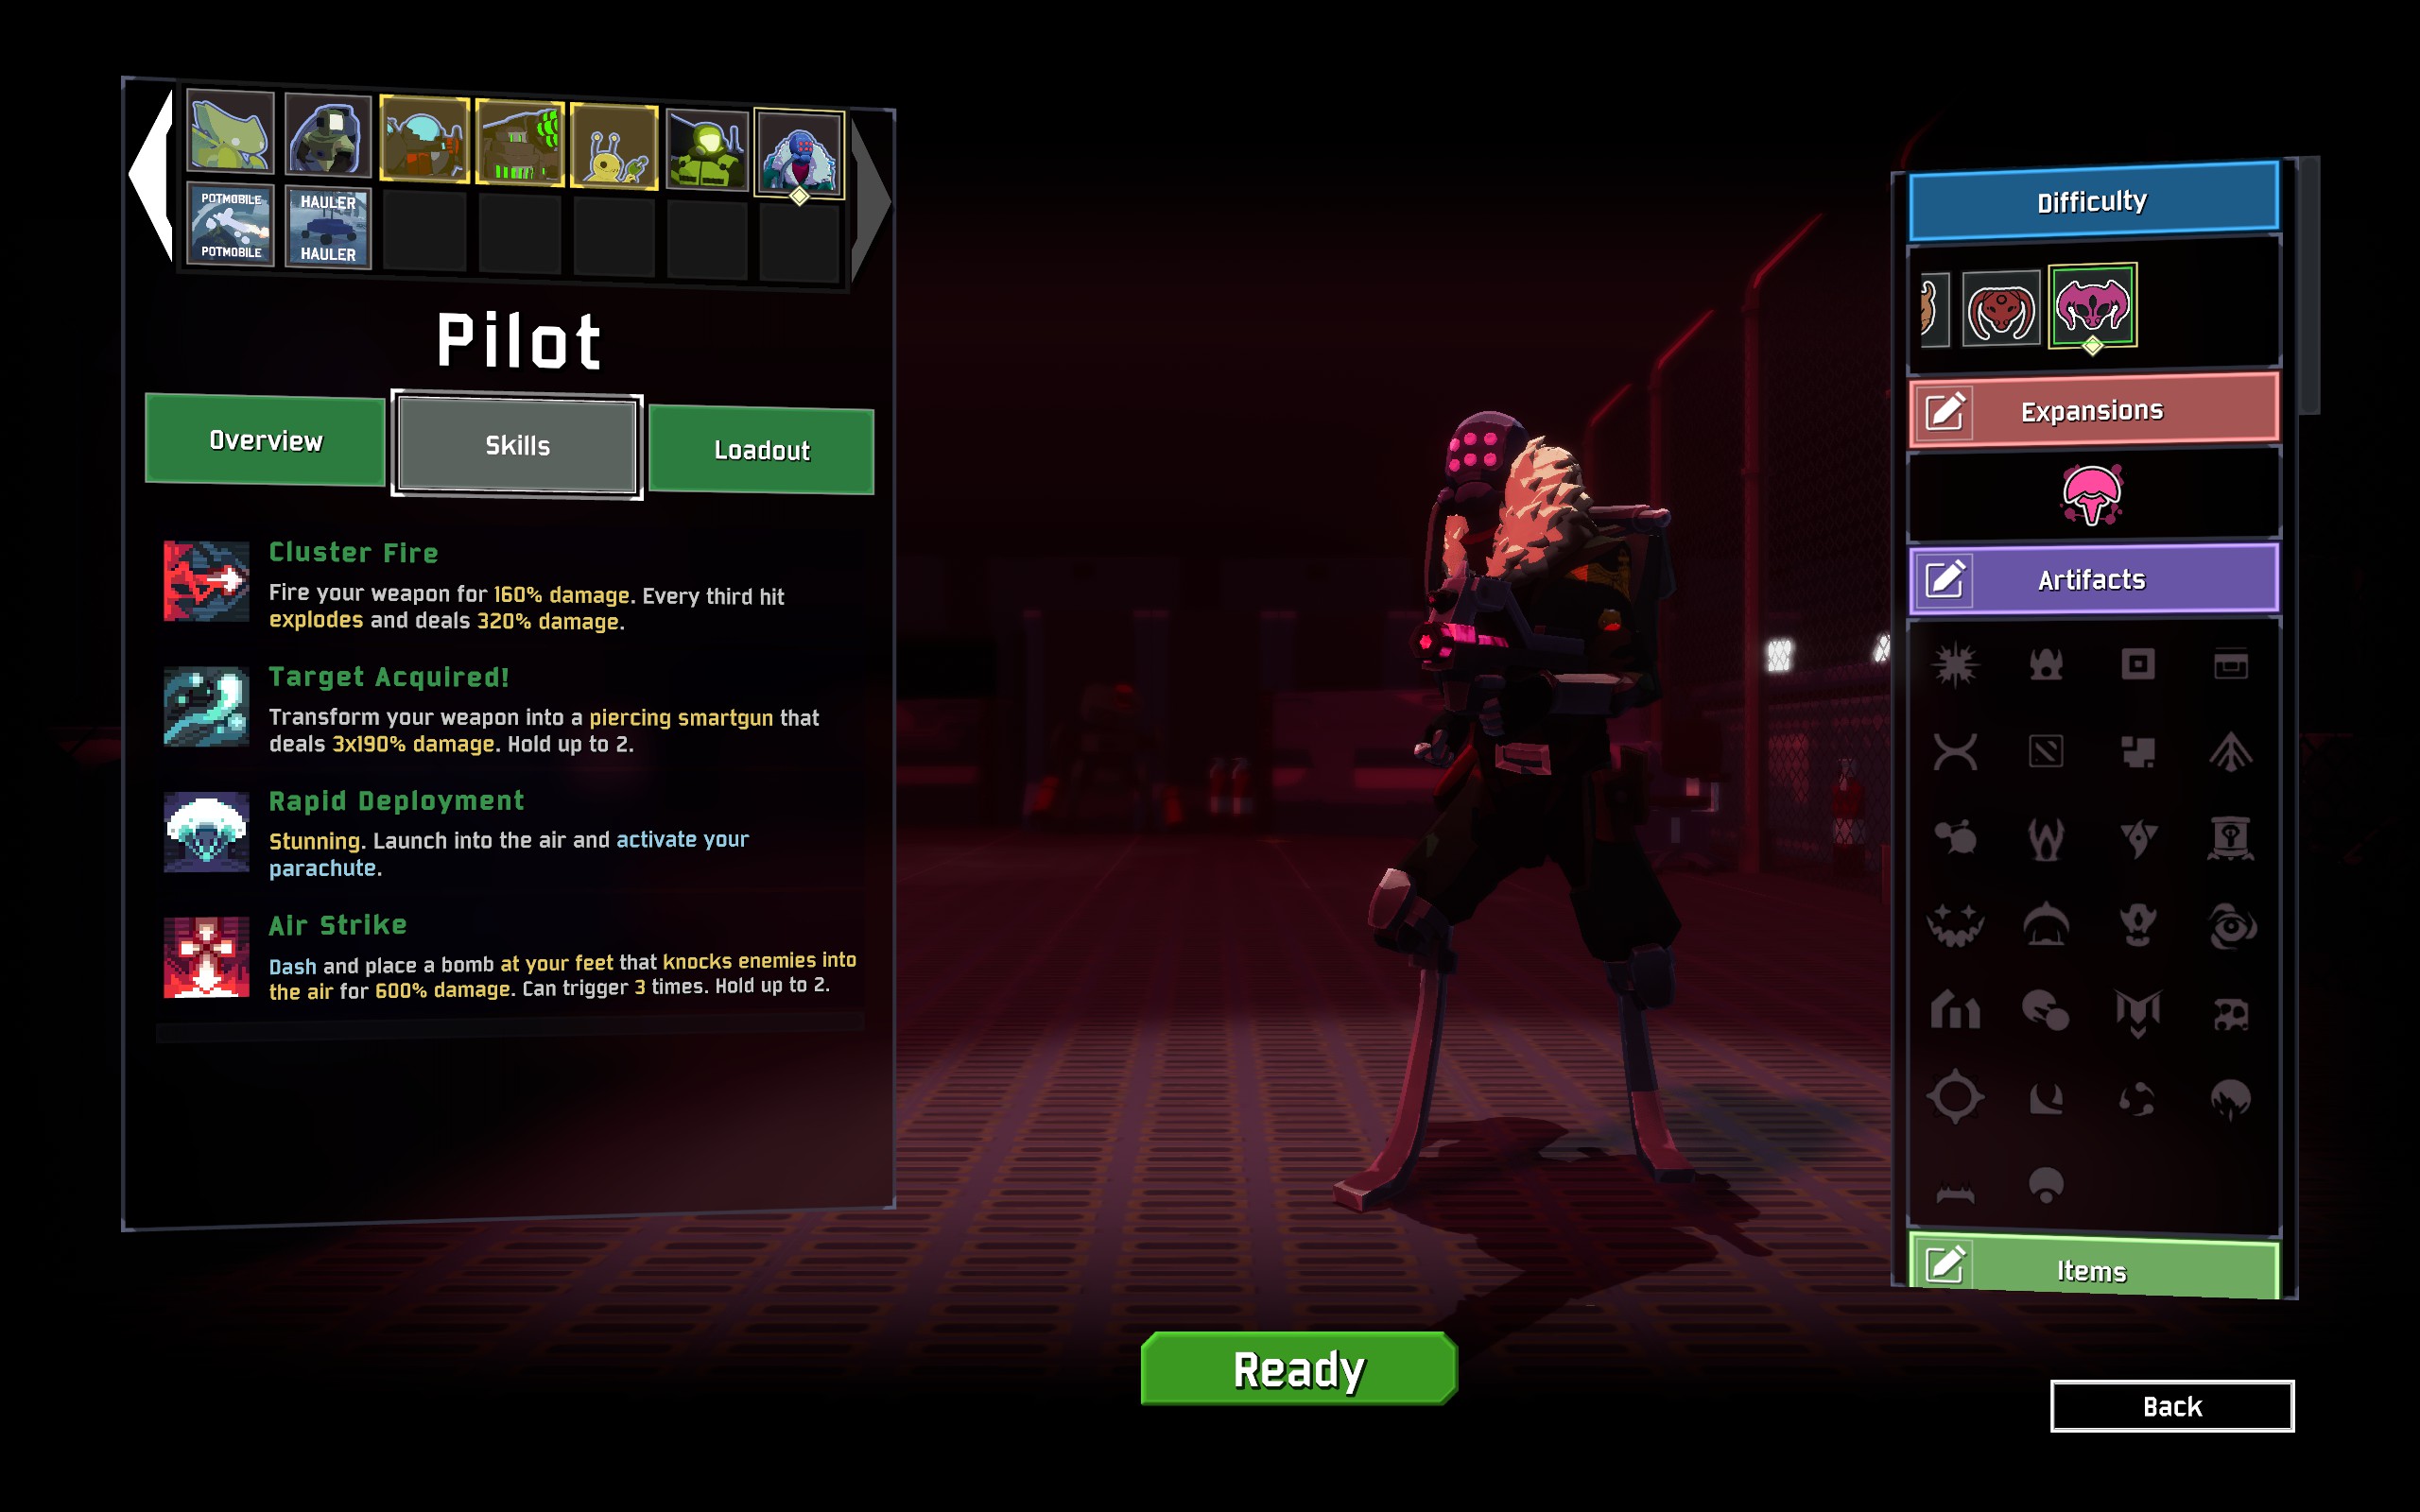 POTMOBILE
POTMOBILE
HAULER
HAULER
Pilot
Overview
Skills
Loadout
Cluster Fire
Fire your weapon for 160% damage. Every third hit
explodes and deals 320% damage.
Target Acquired!
Transform your weapon into a piercing smartgun that
deals 3x190% damage. Hold up to 2.
Rapid Deployment
Stunning. Launch into the air and activate your
parachute.
Air Strike
Dash and place a bomb at your feet that knocks enemies into
the air for 600% damage. Can trigger 3 times. Hold up to 2.
Difficulty
Expansions
Artifacts
Items
Ready
Back